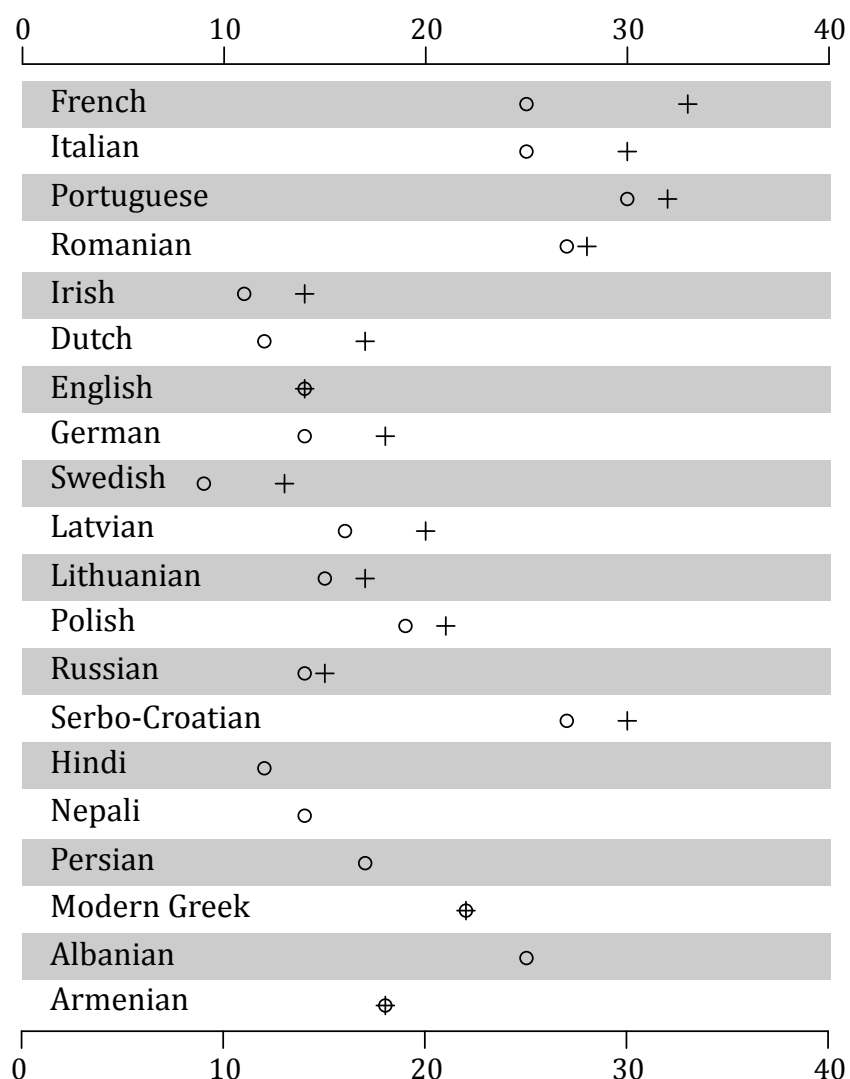 0 10 20 30 40
French
Italian
Portuguese
Romanian
Irish
Dutch
English
German
Swedish
Latvian
Lithuanian
Polish
Russian
Serbo-Croatian
Hindi
Nepali
Persian
Modern Greek
Albanian
Armenian
0 10 20 30 40